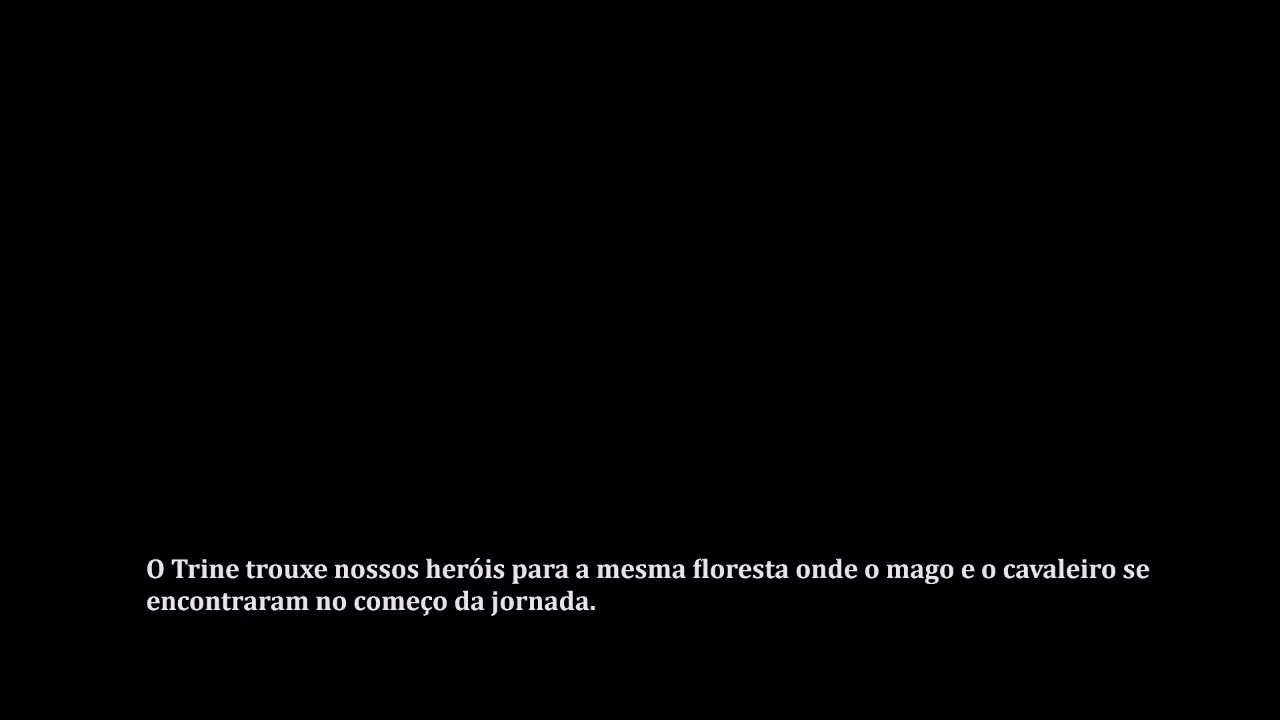 O Trine trouxe nossos heróis para a mesma floresta onde o mago e o cavaleiro se
encontraram no começo da jornada.